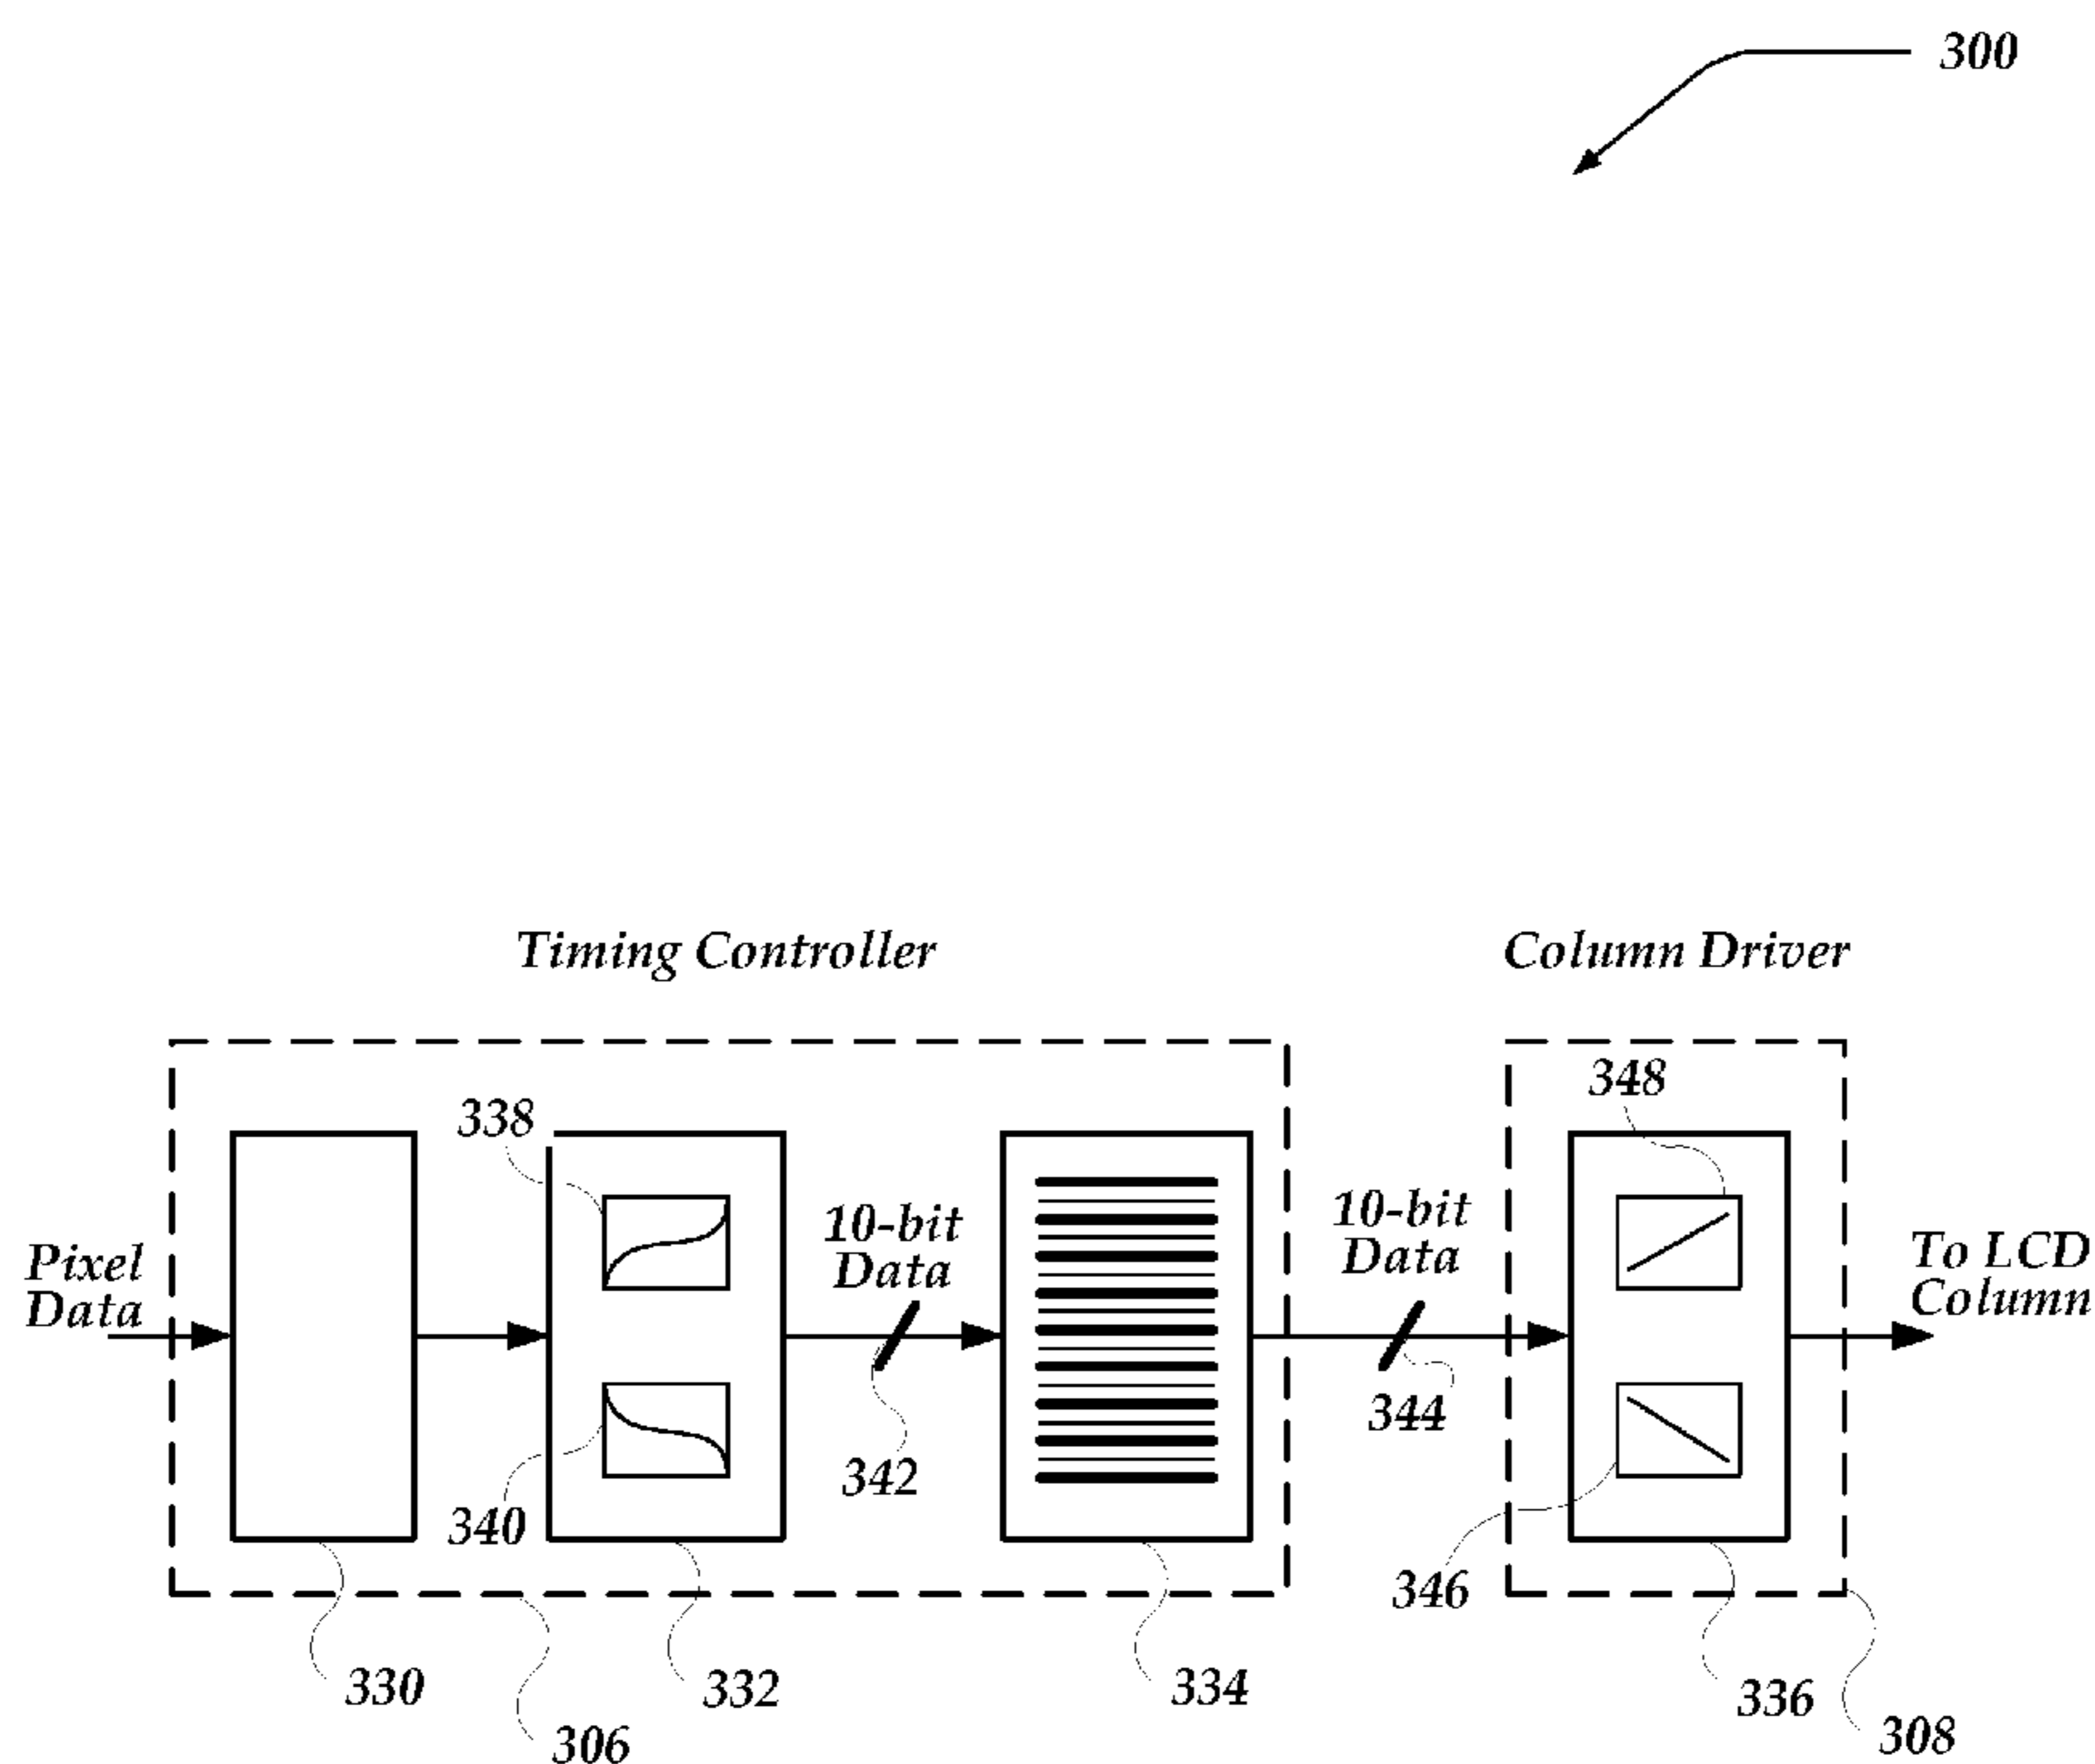 300
Timing Controller
Column Driver
348
338
10-bit
Data
10-bit
Data
Pixel
Data
To LCD
Column
344
342
340
346
330
332
334
336
306
308